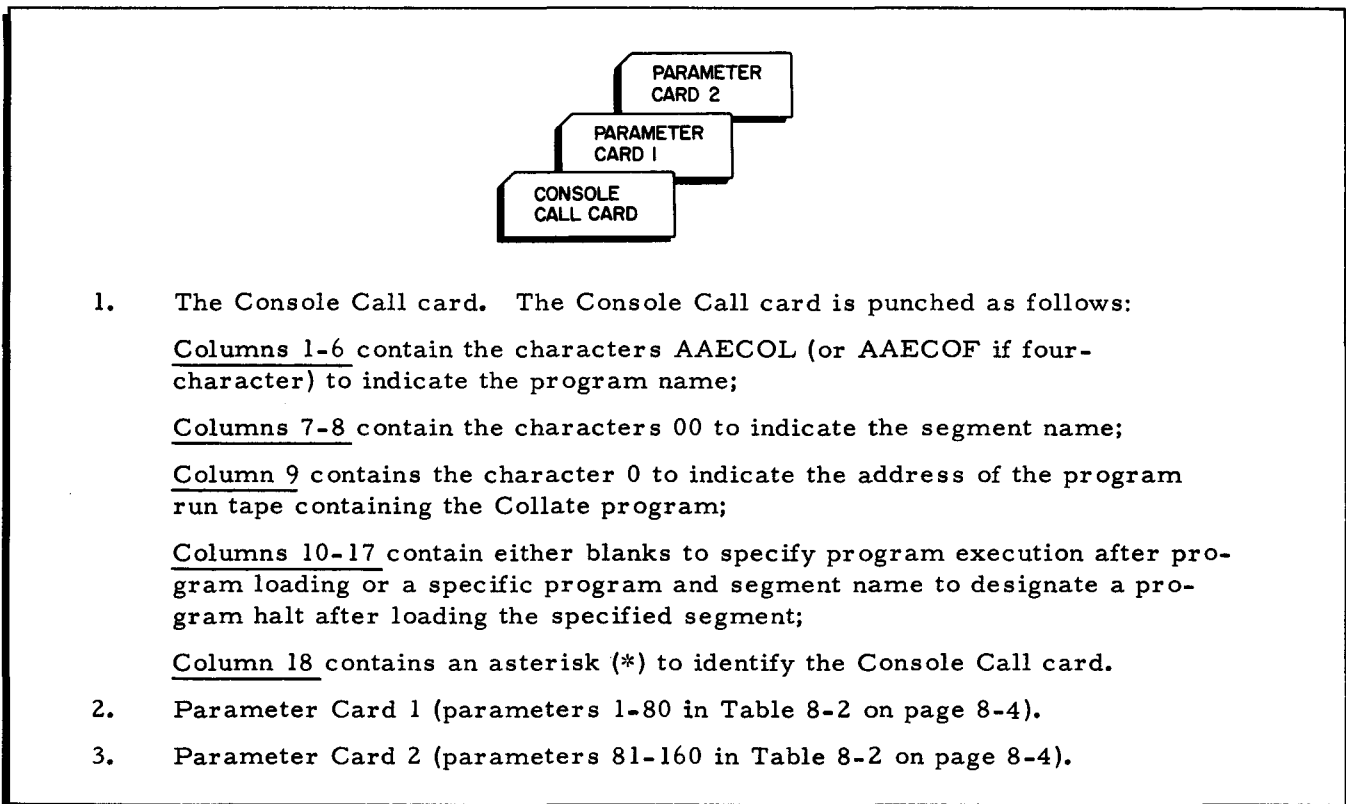 PARAMETER
CARD 2
PARAMETER
CARD 1
CONSOLE
CALL CARD
1. The Console Call card. The Console Call card is punched as follows:
Columns 1-6 contain the characters AAECOL (or AAECOF if four-
character) to indicate the program name;
Columns 7-8 contain the characters 00 to indicate the segment name;
Column 9 contains the character 0 to indicate the address of the program
run tape containing the Collate program;
Columns 10-17 contain either blanks to specify program execution after pro-
gram loading or a specific program and segment name to designate a pro-
gram halt after loading the specified segment;
Column 18 contains an asterisk (*) to identify the Console Call card.
2. Parameter Card 1 (parameters 1-80 in Table 8-2 on page 8-4).
3. Parameter Card 2 (parameters 81-160 in Table 8-2 on page 8-4).